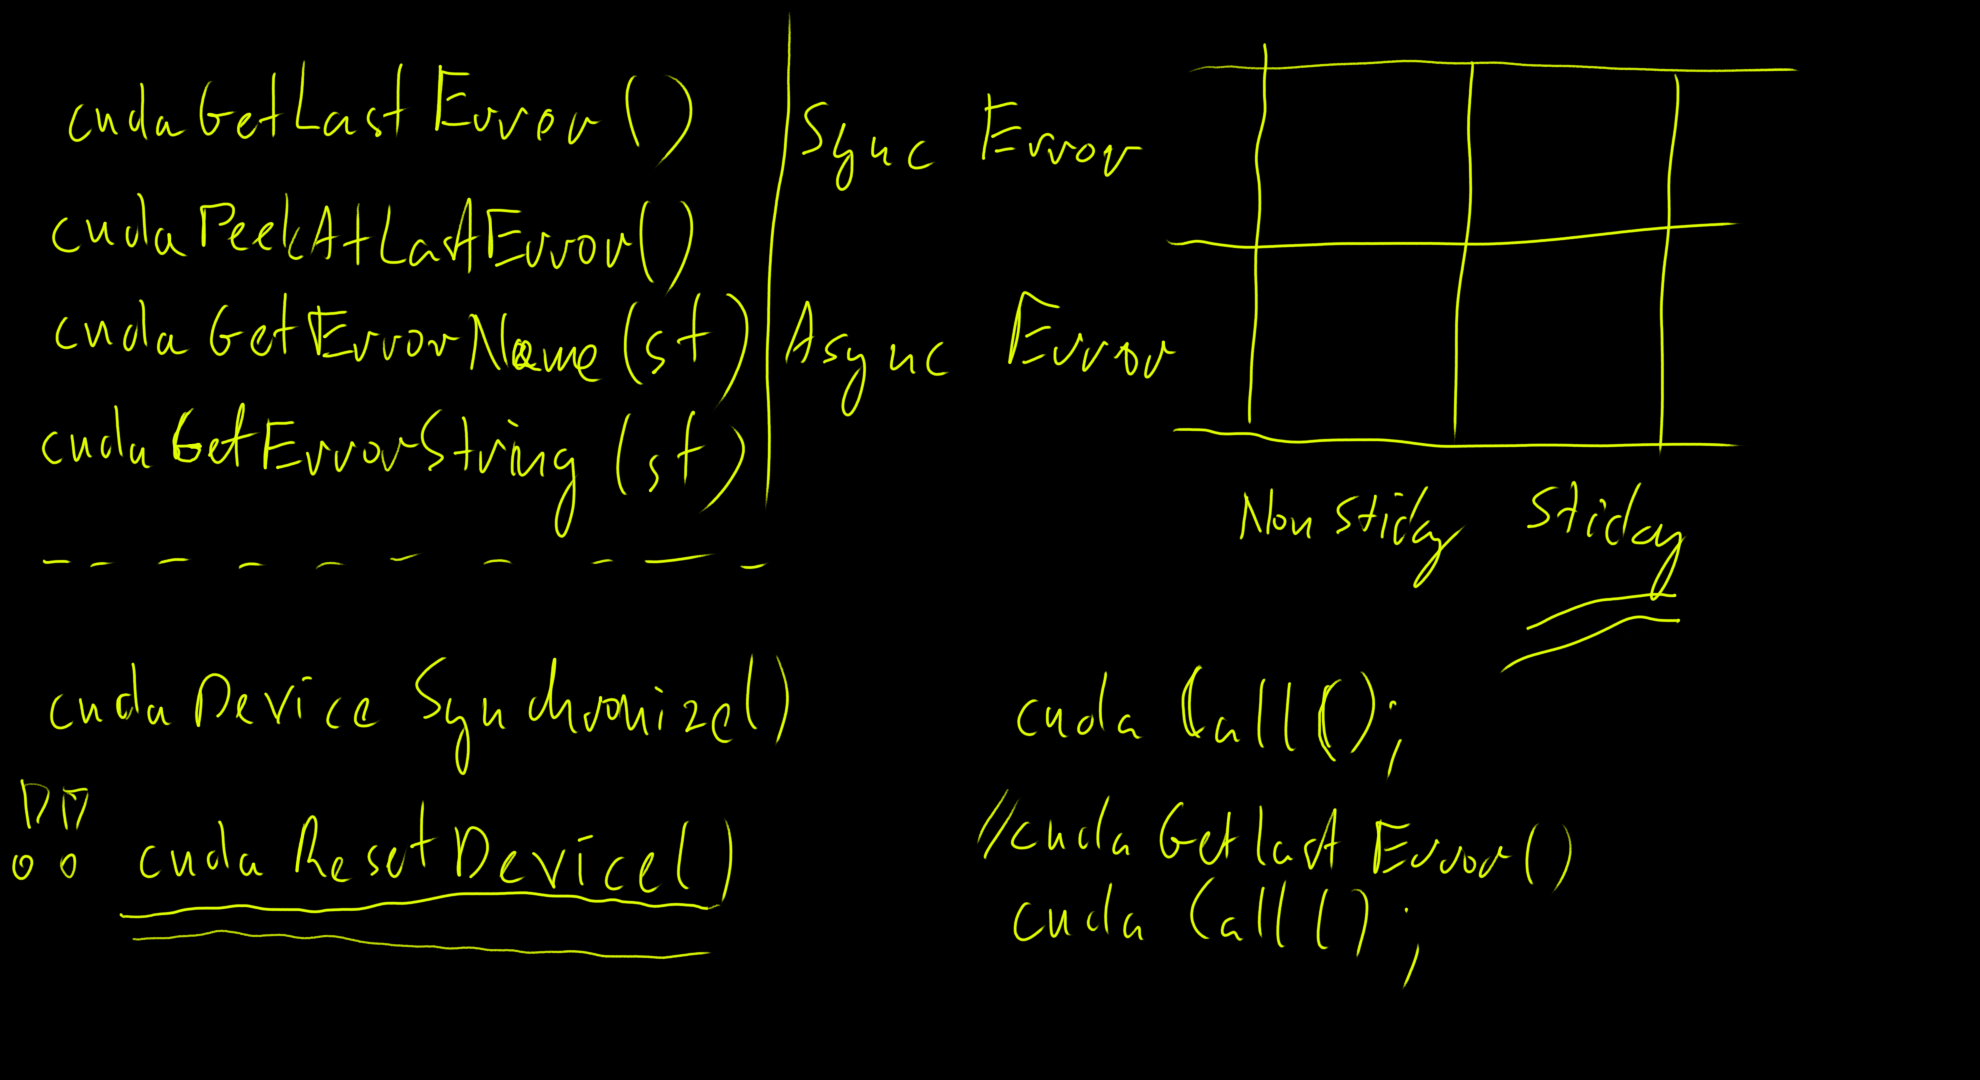 cudaGetLastError()
cudaPeekAtLastError()
cudaGetErrorName(st)
cudaGetErrorString(st)
Sync Error
Async Error
Non Sticky Sticky
cudaDeviceSynchronize()
!! cudaResetDevice()
cudaCall();
//cudaGetLastError()
cudaCall();